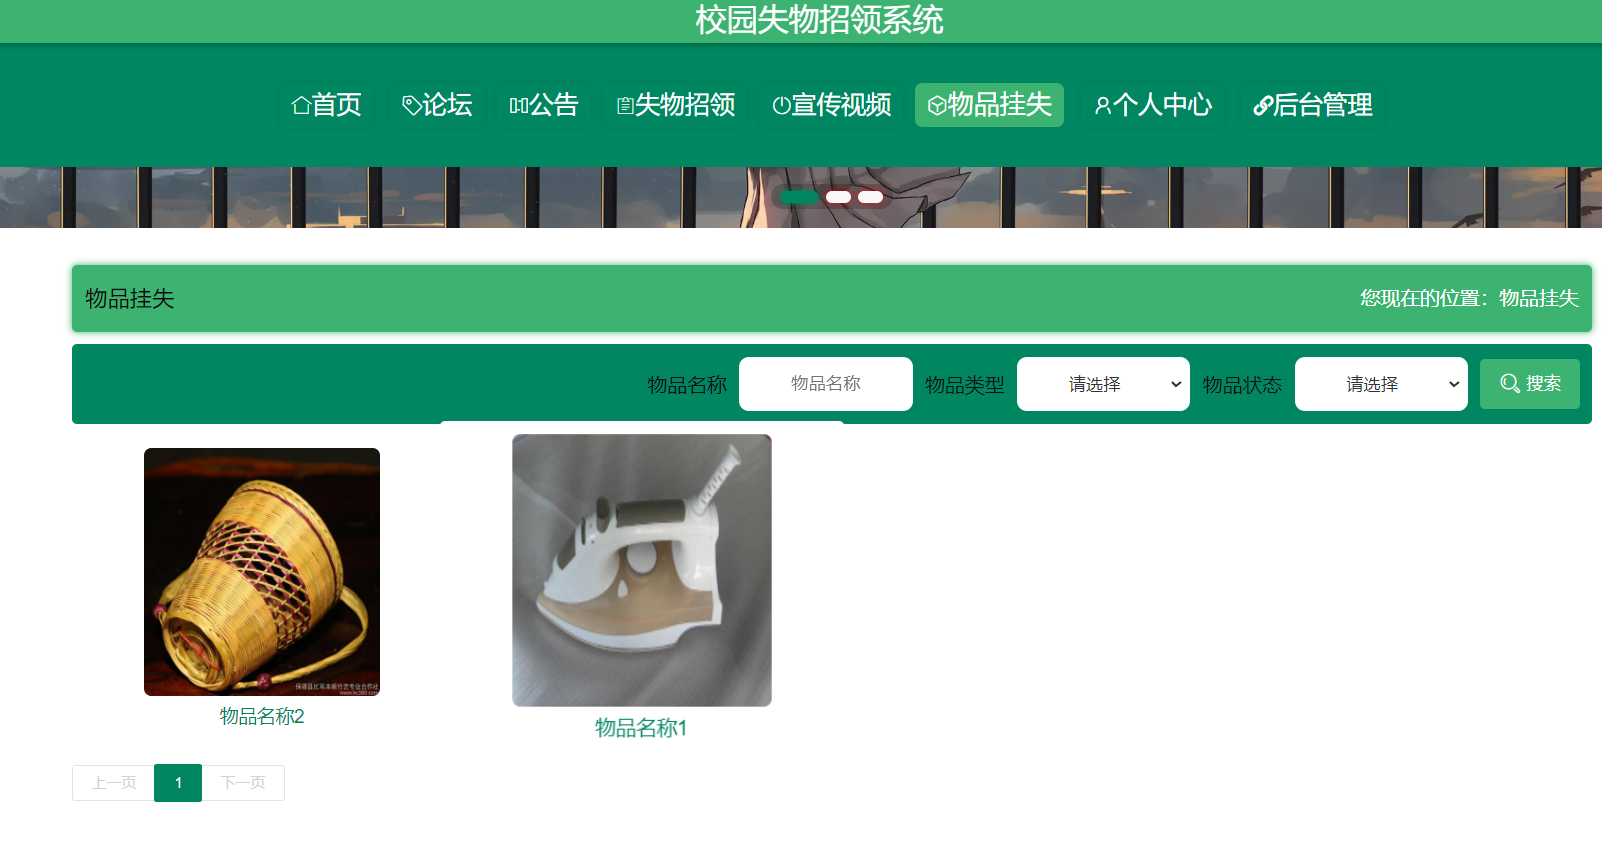 校园失物招领系统
首页 论坛 公告 失物招领 宣传视频 物品挂失 个人中心 后台管理
物品挂失 您现在的位置：物品挂失
物品名称 物品名称 物品类型 请选择 物品状态 请选择 搜索
物品名称2 物品名称1
上一页 1 下一页